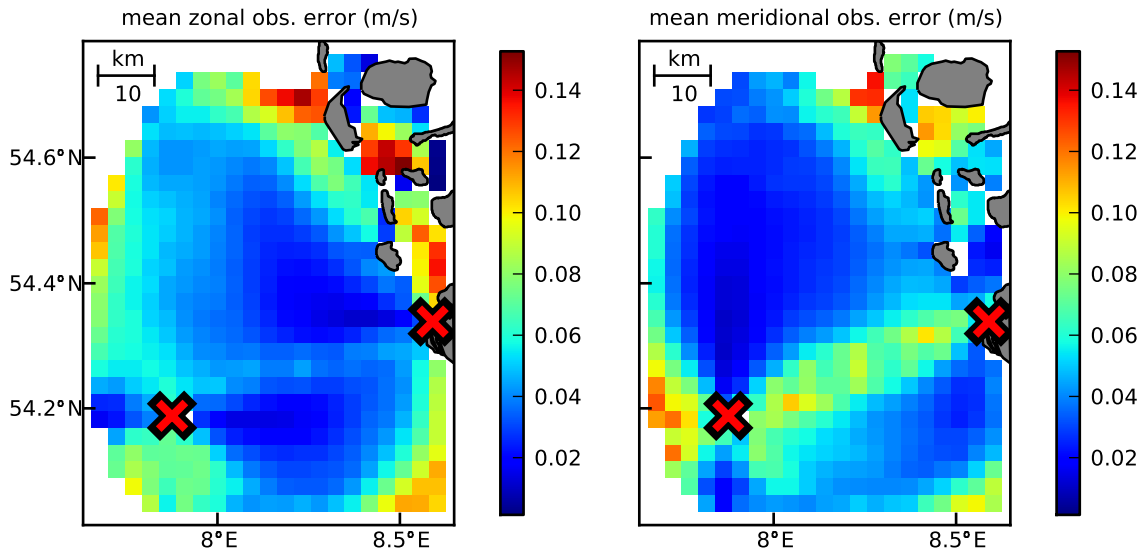 mean zonal obs. error (m/s)
km
10
54.6°N
54.4°N
54.2°N
8°E
8.5°E
0.14
0.12
0.10
0.08
0.06
0.04
0.02
mean meridional obs. error (m/s)
km
10
8°E
8.5°E
0.14
0.12
0.10
0.08
0.06
0.04
0.02